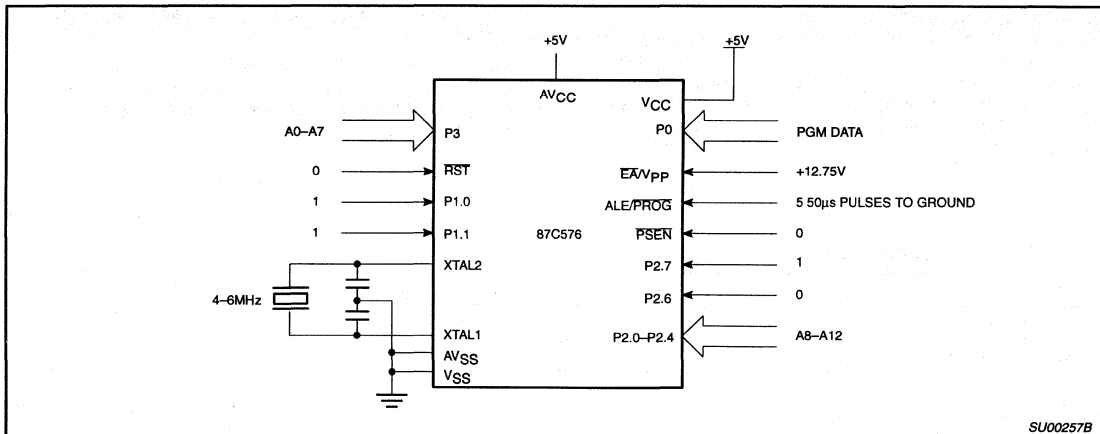 +5V
+5V
AVCC
VCC
A0–A7
P3
P0
PGM DATA
0
RST
EA/VPP
+12.75V
1
P1.0
ALE/PROG
5 50µs PULSES TO GROUND
1
P1.1
87C576
PSEN
0
XTAL2
P2.7
1
4–6MHz
P2.6
0
XTAL1
P2.0–P2.4
A8–A12
AVSS
VSS
SU00257B